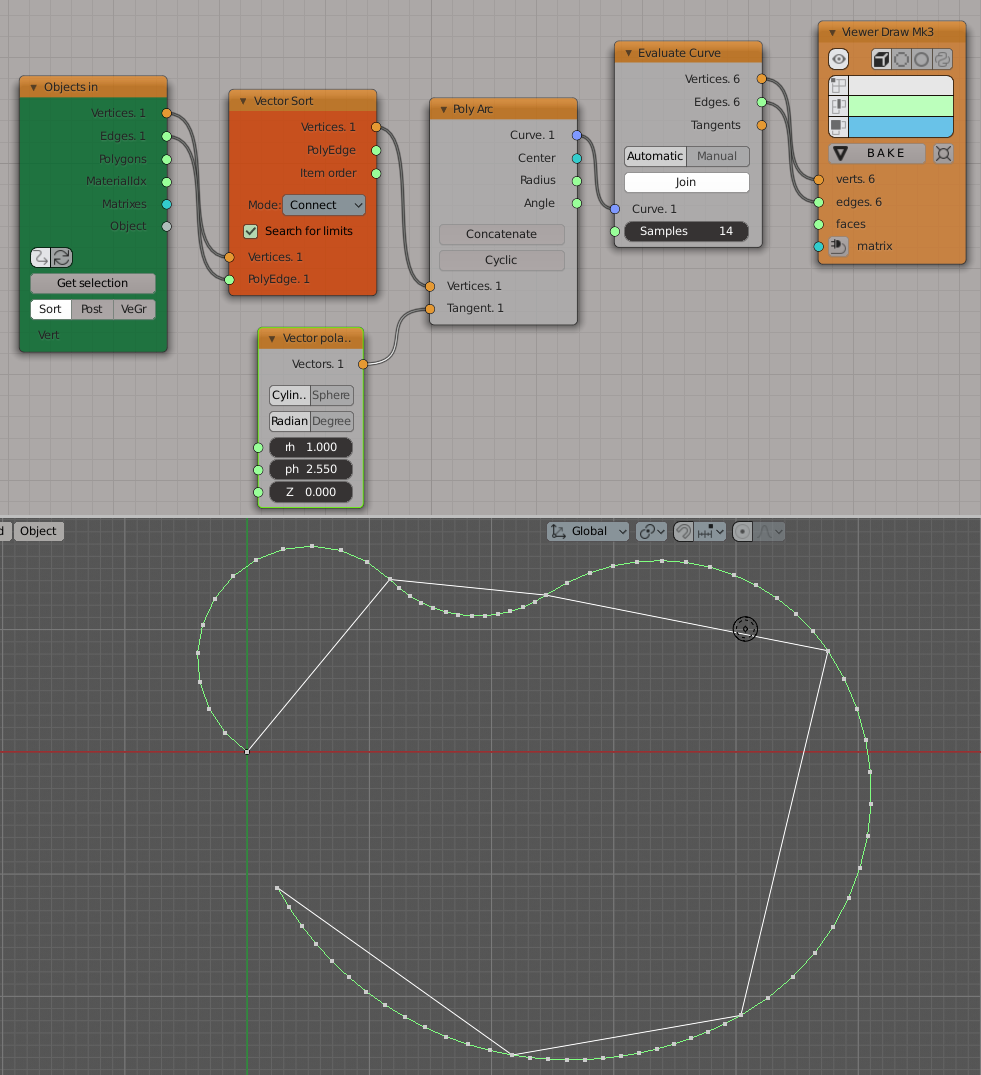 Objects in
Vertices. 1
Edges. 1
Polygons
MaterialIdx
Matrixes
Object
Get selection
Sort Post VeGr
Vert
Vector Sort
Vertices. 1
PolyEdge
Item order
Mode: Connect
Search for limits
Vertices. 1
PolyEdge. 1
Vector pola..
Vectors. 1
Cylin.. Sphere
Radian Degree
rh 1.000
ph 2.550
Z 0.000
Poly Arc
Curve. 1
Center
Radius
Angle
Concatenate
Cyclic
Vertices. 1
Tangent. 1
Evaluate Curve
Vertices. 6
Edges. 6
Tangents
Automatic Manual
Join
Curve. 1
Samples 14
Viewer Draw Mk3
BAKE
verts. 6
edges. 6
faces
matrix
d Object
Global